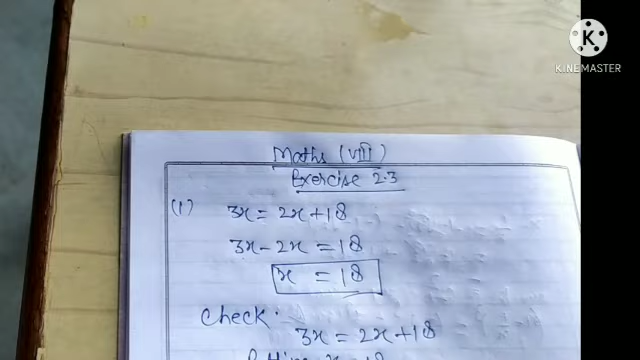 KINEMASTER
Maths (VIII)
Exercise 2.3
(1) 3x = 2x+18
3x-2x = 18
x = 18
Check:
3x = 2x+18